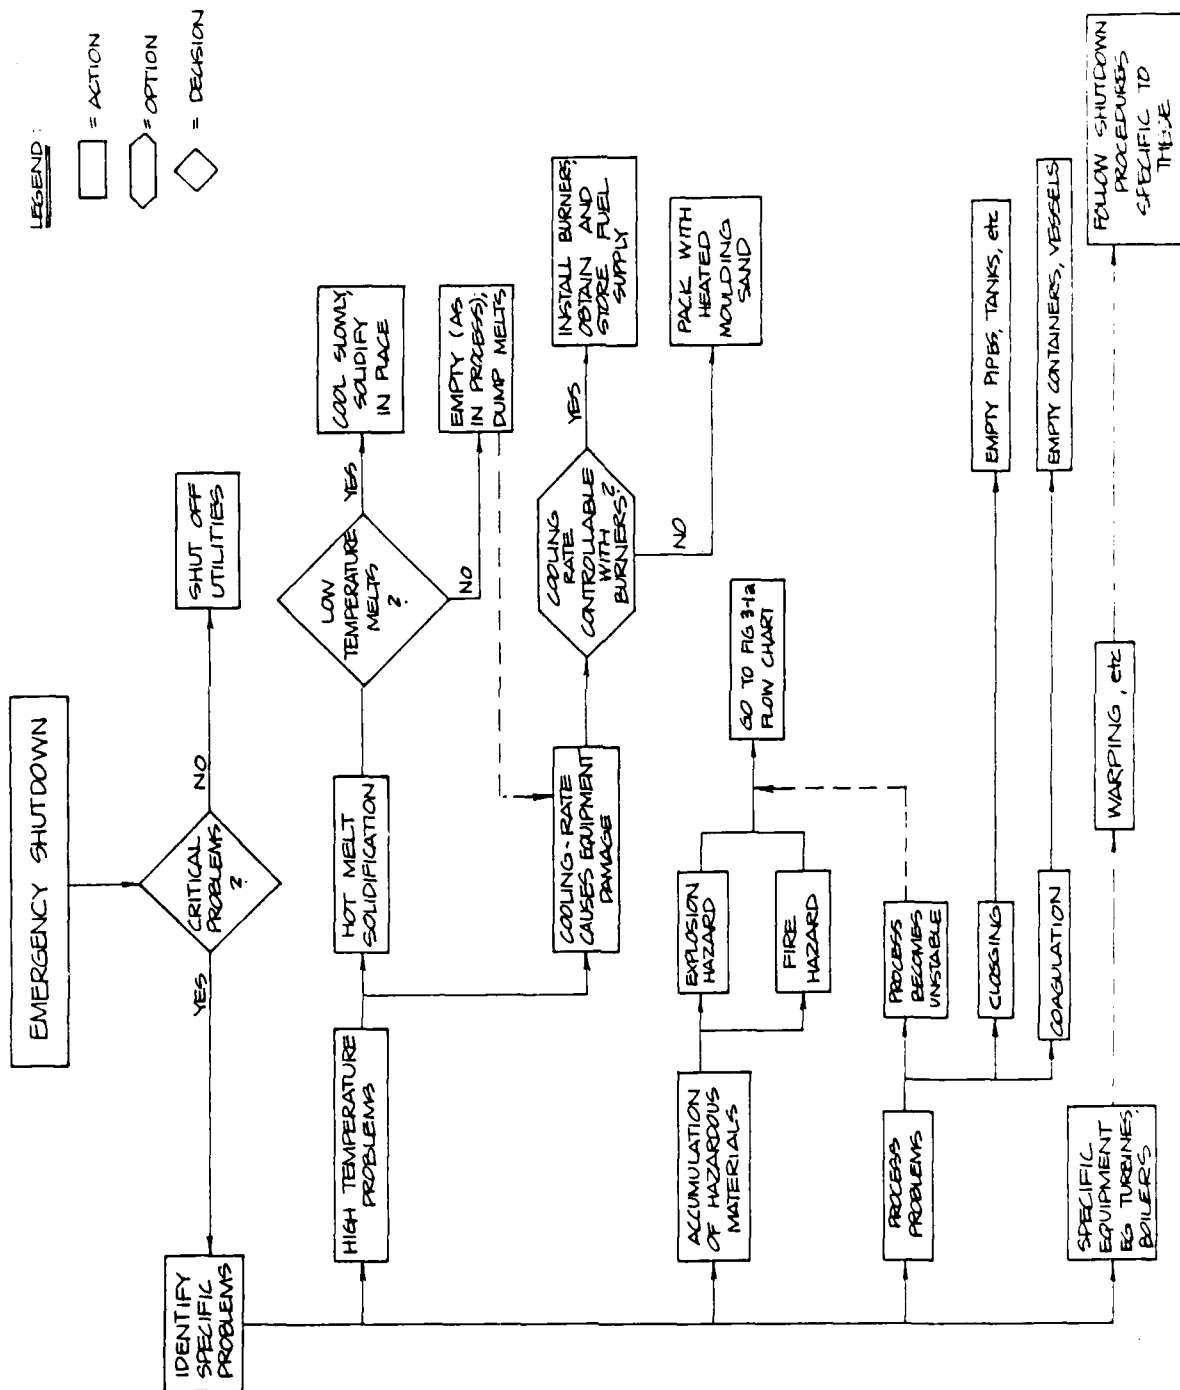 EMERGENCY SHUTDOWN
LEGEND:
= ACTION
= OPTION
= DECISION
CRITICAL
PROBLEMS
?
YES
NO
IDENTIFY
SPECIFIC
PROBLEMS
SHUT OFF
UTILITIES
HIGH TEMPERATURE
PROBLEMS
HOT MELT
SOLIDIFICATION
LOW
TEMPERATURE
MELTS
?
YES
COOL SLOWLY,
SOLIDIFY
IN PLACE
NO
EMPTY (AS
IN PROCESS);
DUMP MELTS
COOLING-RATE
CAUSES EQUIPMENT
DAMAGE
COOLING
RATE
CONTROLLABLE
WITH
BURNERS?
YES
INSTALL BURNERS;
OBTAIN AND
STORE FUEL
SUPPLY
NO
PACK WITH
HEATED
MOULDING
SAND
ACCUMULATION
OF HAZARDOUS
MATERIALS
EXPLOSION
HAZARD
FIRE
HAZARD
GO TO FIG 3-1a
FLOW CHART
PROCESS
PROBLEMS
PROCESS
BECOMES
UNSTABLE
CLOGGING
EMPTY PIPES, TANKS, etc
COAGULATION
EMPTY CONTAINERS, VESSELS
SPECIFIC
EQUIPMENT
EG TURBINES,
BOILERS
WARPING, etc
FOLLOW SHUTDOWN
PROCEDURES
SPECIFIC TO
THESE